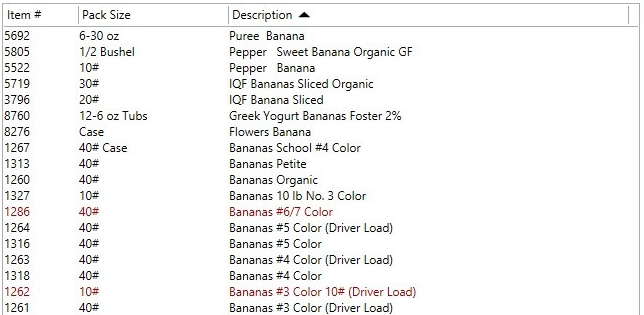 Item # Pack Size Description
5692 6-30 oz Puree Banana
5805 1/2 Bushel Pepper Sweet Banana Organic GF
5522 10# Pepper Banana
5719 30# IQF Bananas Sliced Organic
3796 20# IQF Banana Sliced
8760 12-6 oz Tubs Greek Yogurt Bananas Foster 2%
8276 Case Flowers Banana
1267 40# Case Bananas School #4 Color
1313 40# Bananas Petite
1260 40# Bananas Organic
1327 10# Bananas 10 lb No. 3 Color
1286 40# Bananas #6/7 Color
1264 40# Bananas #5 Color (Driver Load)
1316 40# Bananas #5 Color
1263 40# Bananas #4 Color (Driver Load)
1318 40# Bananas #4 Color
1262 10# Bananas #3 Color 10# (Driver Load)
1261 40# Bananas #3 Color (Driver Load)